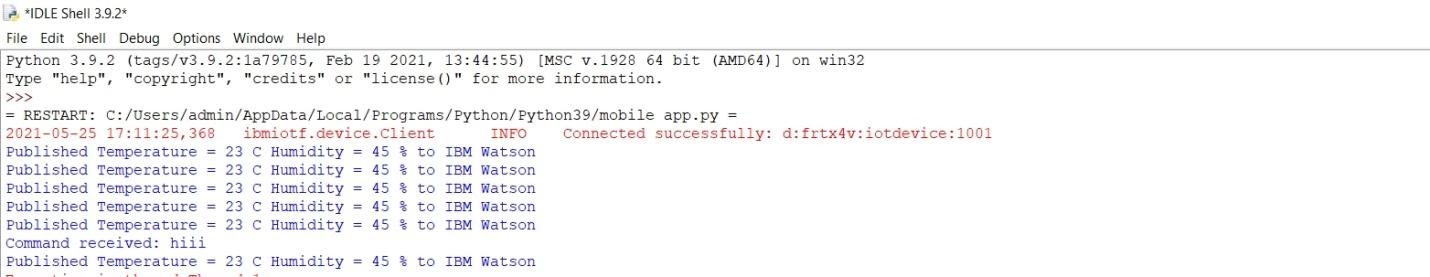 *IDLE Shell 3.9.2*
File Edit Shell Debug Options Window Help
Python 3.9.2 (tags/v3.9.2:1a79785, Feb 19 2021, 13:44:55) [MSC v.1928 64 bit (AMD64)] on win32
Type "help", "copyright", "credits" or "license()" for more information.
>>>
= RESTART: C:/Users/admin/AppData/Local/Programs/Python/Python39/mobile app.py =
2021-05-25 17:11:25,368   ibmiotf.device.Client      INFO    Connected successfully: d:frtx4v:iotdevice:1001
Published Temperature = 23 C Humidity = 45 % to IBM Watson
Published Temperature = 23 C Humidity = 45 % to IBM Watson
Published Temperature = 23 C Humidity = 45 % to IBM Watson
Published Temperature = 23 C Humidity = 45 % to IBM Watson
Published Temperature = 23 C Humidity = 45 % to IBM Watson
Command received: hiii
Published Temperature = 23 C Humidity = 45 % to IBM Watson